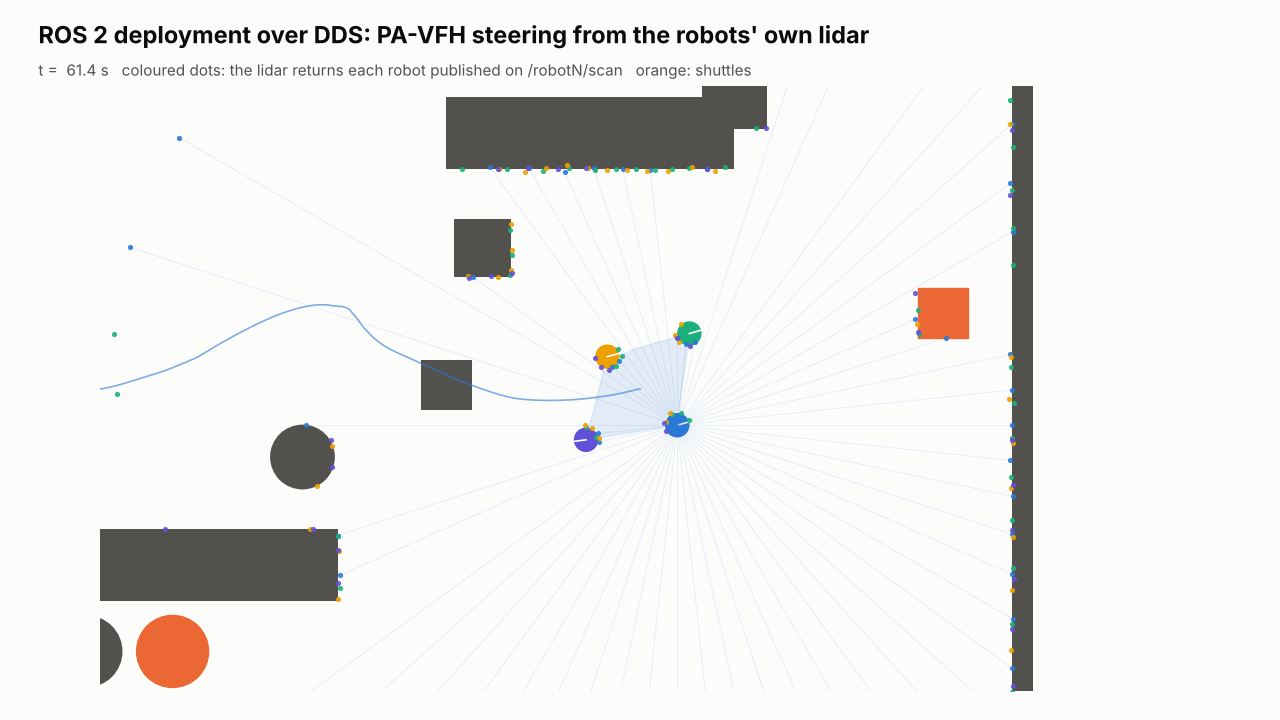 ROS 2 deployment over DDS: PA-VFH steering from the robots' own lidar
t =  61.4 s   coloured dots: the lidar returns each robot published on /robotN/scan   orange: shuttles